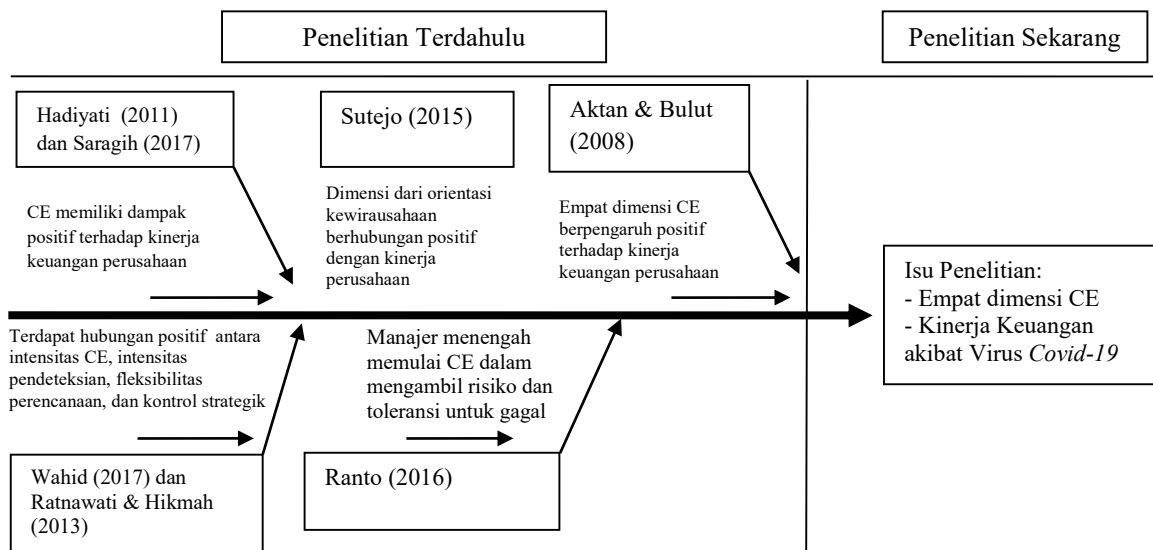 Penelitian Terdahulu
Penelitian Sekarang
Hadiyati (2011)
dan Saragih (2017)
Sutejo (2015)
Aktan & Bulut
(2008)
CE memiliki dampak
positif terhadap kinerja
keuangan perusahaan
Dimensi dari orientasi
kewirausahaan
berhubungan positif
dengan kinerja
perusahaan
Empat dimensi CE
berpengaruh positif
terhadap kinerja
keuangan perusahaan
Isu Penelitian:
- Empat dimensi CE
- Kinerja Keuangan
akibat Virus Covid-19
Terdapat hubungan positif antara
intensitas CE, intensitas
pendeteksian, fleksibilitas
perencanaan, dan kontrol strategik
Manajer menengah
memulai CE dalam
mengambil risiko dan
toleransi untuk gagal
Wahid (2017) dan
Ratnawati & Hikmah
(2013)
Ranto (2016)